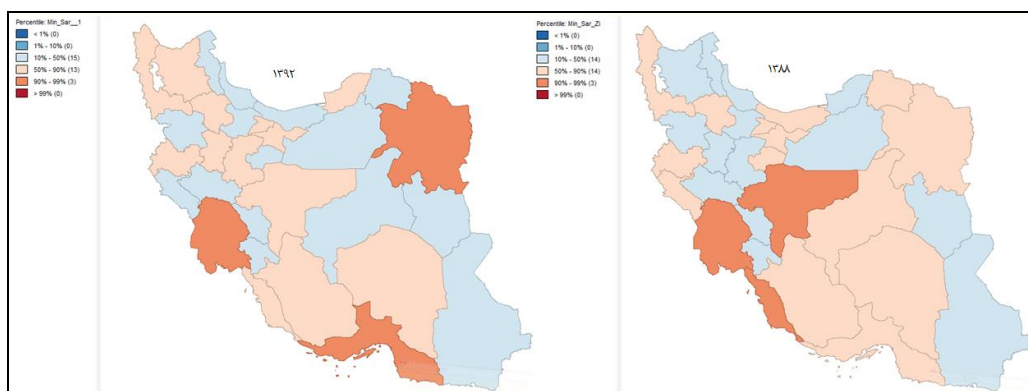 Percentile: Min_Sar__1
< 1% (0)
1% - 10% (0)
10% - 50% (15)
50% - 90% (13)
90% - 99% (3)
> 99% (0)
۱۳۹۲
Percentile: Min_Sar_Zi
< 1% (0)
1% - 10% (0)
10% - 50% (14)
50% - 90% (14)
90% - 99% (3)
> 99% (0)
۱۳۸۸